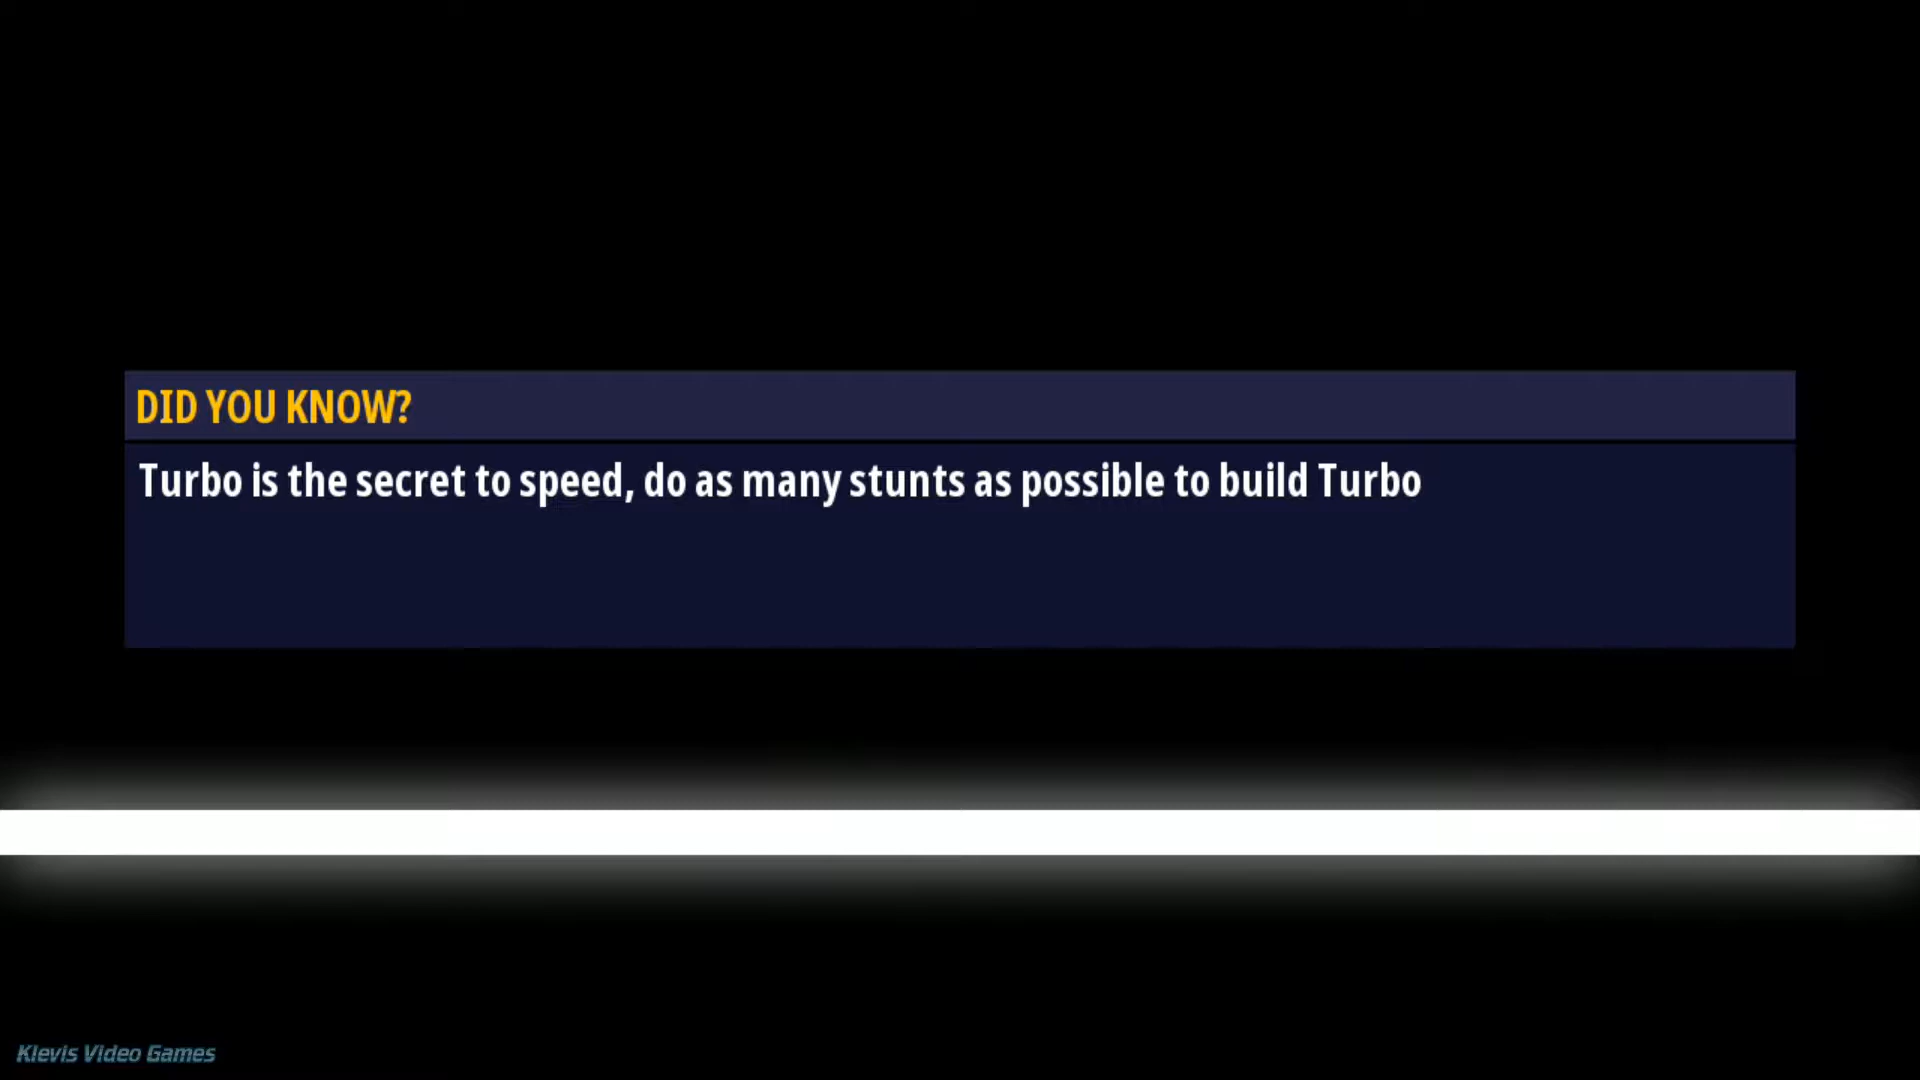 DID YOU KNOW?
Turbo is the secret to speed, do as many stunts as possible to build Turbo
Klevis Video Games